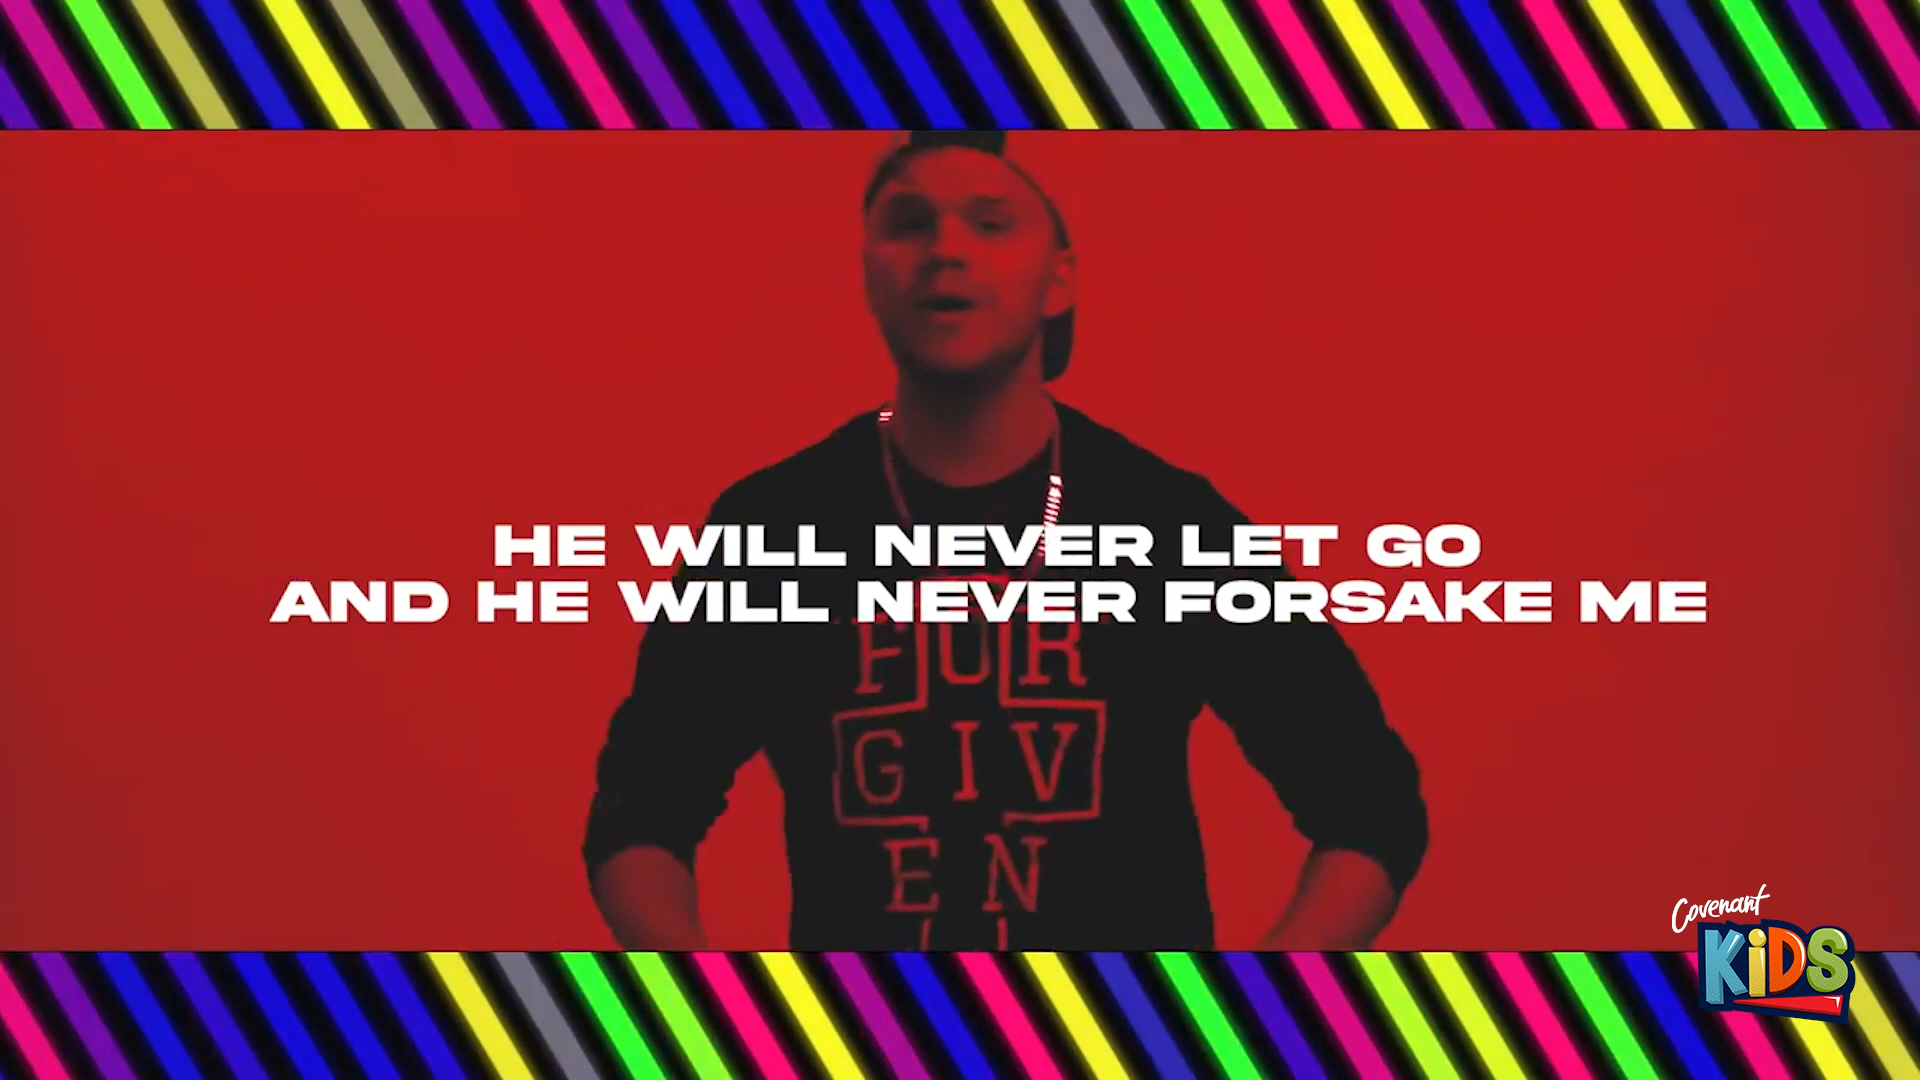 HE WILL NEVER LET GO
AND HE WILL NEVER FORSAKE ME
FOR
GIV
EN
Covenant
KiDS